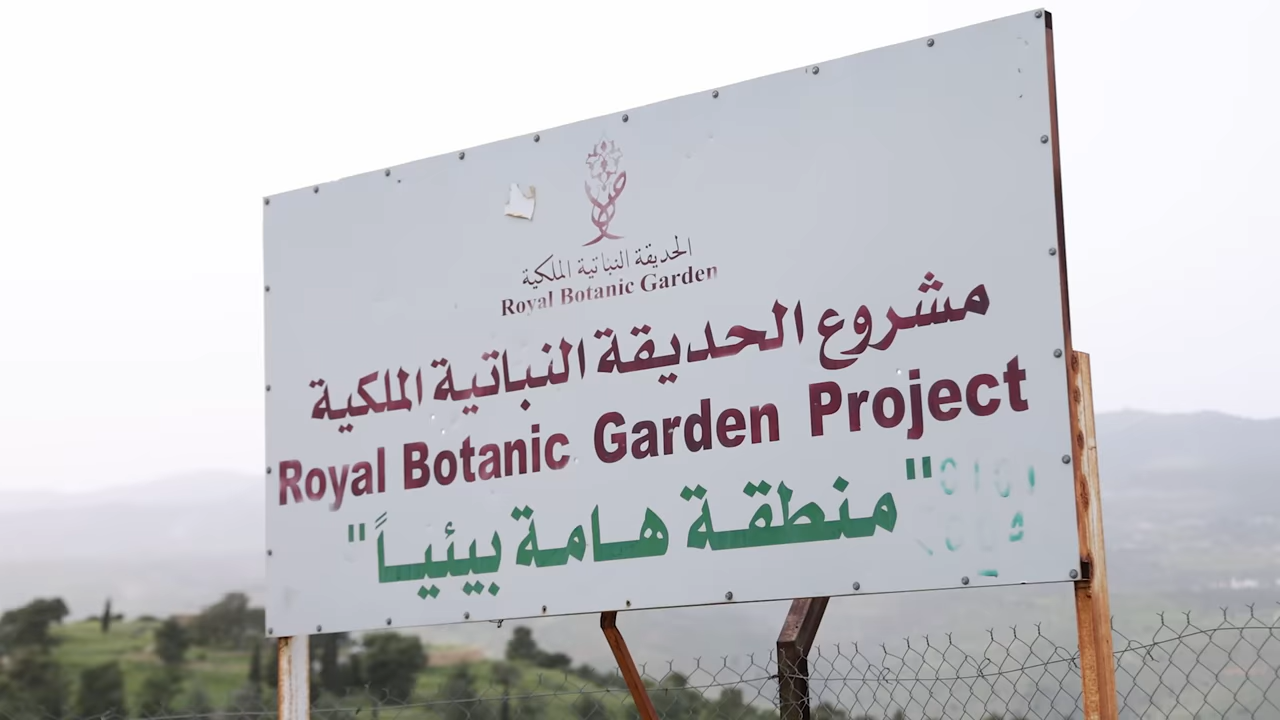 الحديقة النباتية الملكية
Royal Botanic Garden
مشروع الحديقة النباتية الملكية
Royal Botanic Garden Project
"منطقة هامة بيئياً"